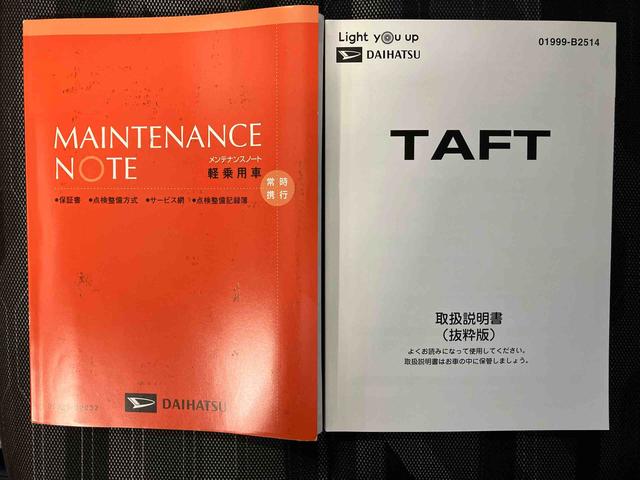 MAINTENANCE
NOTE
メンテナンスノート
軽乗用車
常時
携行
●保証書 ●点検整備方式 ●サービス網 ●点検整備記録簿
DAIHATSU
Light you up
DAIHATSU
01999-B2514
TAFT
取扱説明書
(抜粋版)
よくお読みになって使用してください。
取扱説明書はお車の中に保管しましょう。